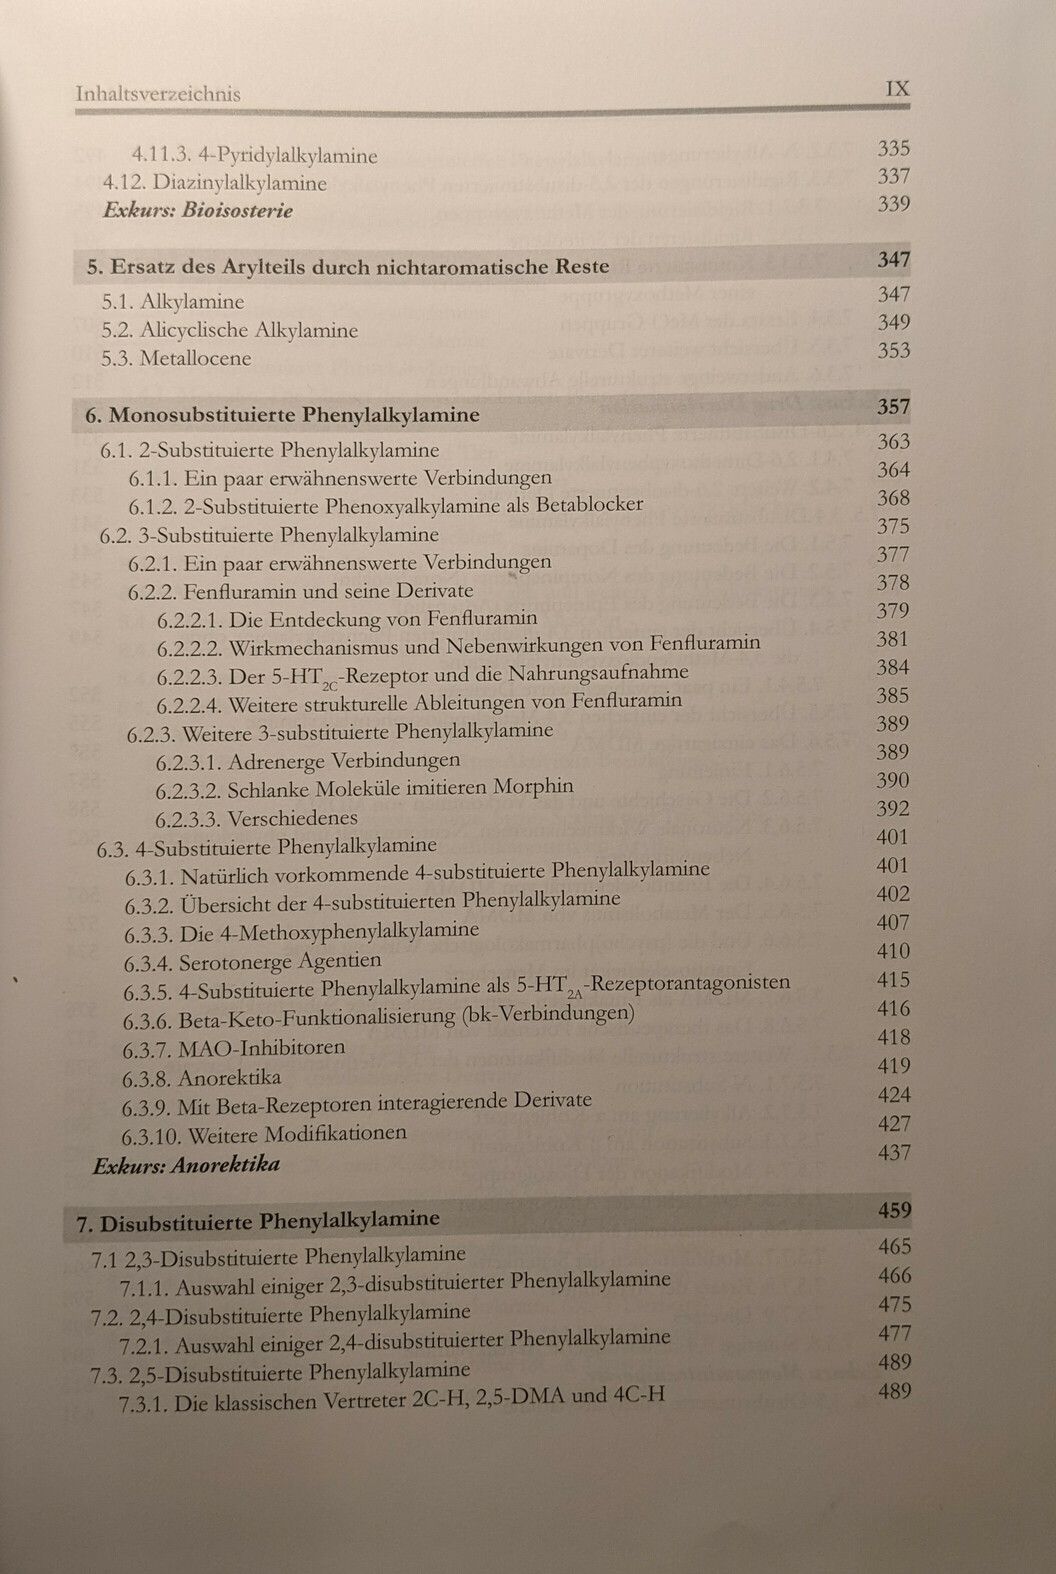 Inhaltsverzeichnis IX
4.11.3. 4-Pyridylalkylamine 335
4.12. Diazinylalkylamine 337
Exkurs: Bioisosterie 339
5. Ersatz des Arylteils durch nichtaromatische Reste 347
5.1. Alkylamine 347
5.2. Alicyclische Alkylamine 349
5.3. Metallocene 353
6. Monosubstituierte Phenylalkylamine 357
6.1. 2-Substituierte Phenylalkylamine 363
6.1.1. Ein paar erwähnenswerte Verbindungen 364
6.1.2. 2-Substituierte Phenoxyalkylamine als Betablocker 368
6.2. 3-Substituierte Phenylalkylamine 375
6.2.1. Ein paar erwähnenswerte Verbindungen 377
6.2.2. Fenfluramin und seine Derivate 378
6.2.2.1. Die Entdeckung von Fenfluramin 379
6.2.2.2. Wirkmechanismus und Nebenwirkungen von Fenfluramin 381
6.2.2.3. Der 5-HT2C-Rezeptor und die Nahrungsaufnahme 384
6.2.2.4. Weitere strukturelle Ableitungen von Fenfluramin 385
6.2.3. Weitere 3-substituierte Phenylalkylamine 389
6.2.3.1. Adrenerge Verbindungen 389
6.2.3.2. Schlanke Moleküle imitieren Morphin 390
6.2.3.3. Verschiedenes 392
6.3. 4-Substituierte Phenylalkylamine 401
6.3.1. Natürlich vorkommende 4-substituierte Phenylalkylamine 401
6.3.2. Übersicht der 4-substituierten Phenylalkylamine 402
6.3.3. Die 4-Methoxyphenylalkylamine 407
6.3.4. Serotonerge Agentien 410
6.3.5. 4-Substituierte Phenylalkylamine als 5-HT2A-Rezeptorantagonisten 415
6.3.6. Beta-Keto-Funktionalisierung (bk-Verbindungen) 416
6.3.7. MAO-Inhibitoren 418
6.3.8. Anorektika 419
6.3.9. Mit Beta-Rezeptoren interagierende Derivate 424
6.3.10. Weitere Modifikationen 427
Exkurs: Anorektika 437
7. Disubstituierte Phenylalkylamine 459
7.1 2,3-Disubstituierte Phenylalkylamine 465
7.1.1. Auswahl einiger 2,3-disubstituierter Phenylalkylamine 466
7.2. 2,4-Disubstituierte Phenylalkylamine 475
7.2.1. Auswahl einiger 2,4-disubstituierter Phenylalkylamine 477
7.3. 2,5-Disubstituierte Phenylalkylamine 489
7.3.1. Die klassischen Vertreter 2C-H, 2,5-DMA und 4C-H 489